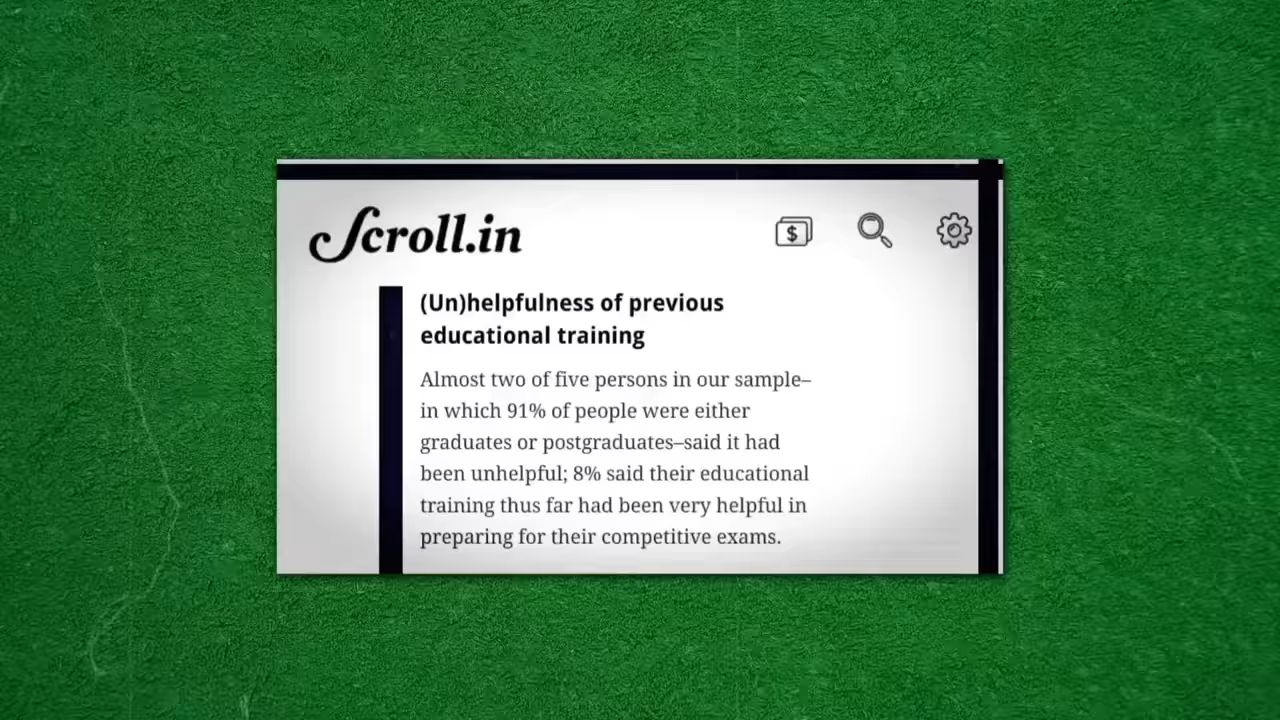 Scroll.in
$
(Un)helpfulness of previous
educational training
Almost two of five persons in our sample–
in which 91% of people were either
graduates or postgraduates–said it had
been unhelpful; 8% said their educational
training thus far had been very helpful in
preparing for their competitive exams.